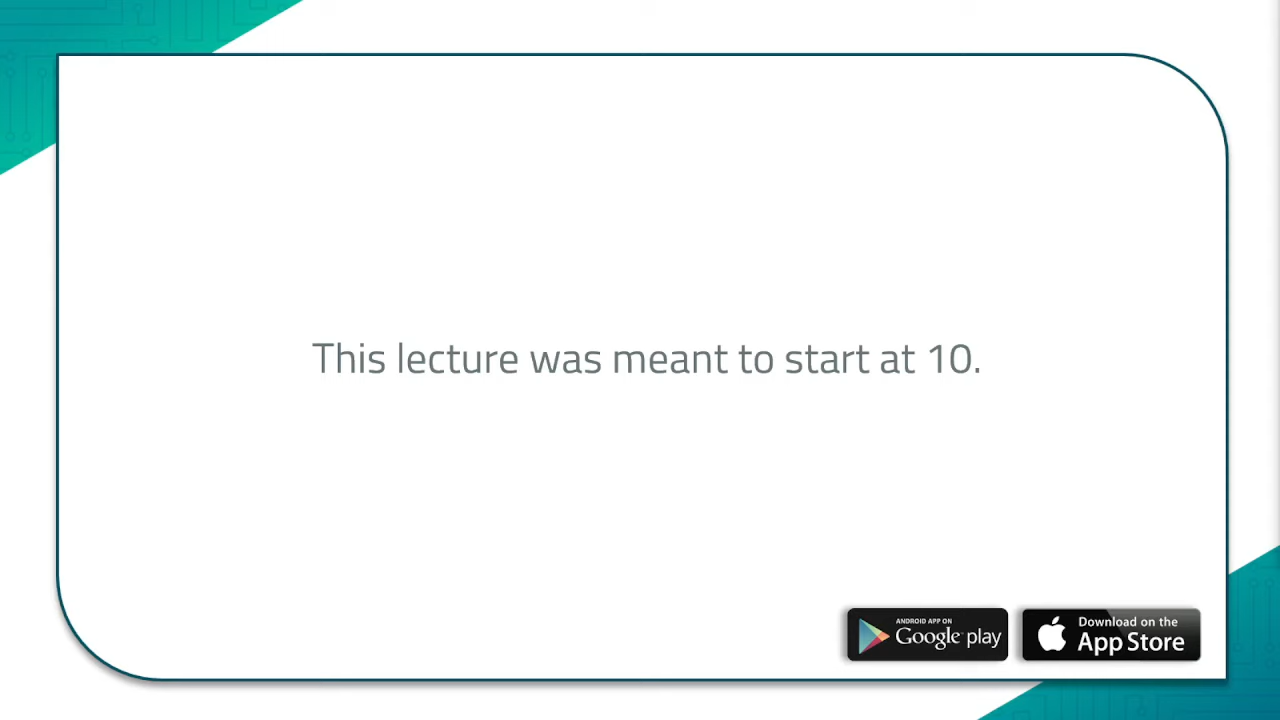 This lecture was meant to start at 10.
ANDROID APP ON
Google play
Download on the
App Store